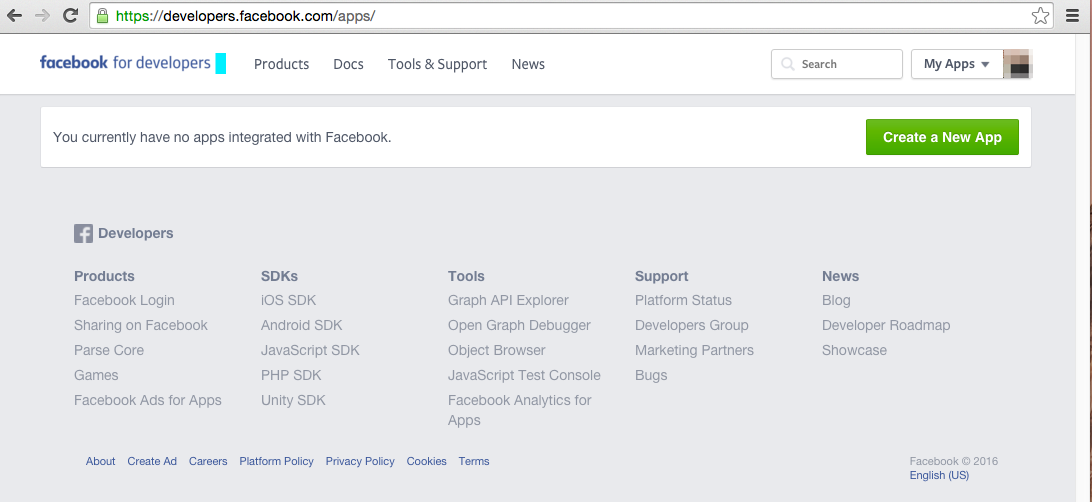 https://developers.facebook.com/apps/
facebook for developers Products Docs Tools & Support News Search My Apps
You currently have no apps integrated with Facebook. Create a New App
Developers
Products SDKs Tools Support News
Facebook Login iOS SDK Graph API Explorer Platform Status Blog
Sharing on Facebook Android SDK Open Graph Debugger Developers Group Developer Roadmap
Parse Core JavaScript SDK Object Browser Marketing Partners Showcase
Games PHP SDK JavaScript Test Console Bugs
Facebook Ads for Apps Unity SDK Facebook Analytics for
Apps
About Create Ad Careers Platform Policy Privacy Policy Cookies Terms Facebook © 2016
English (US)